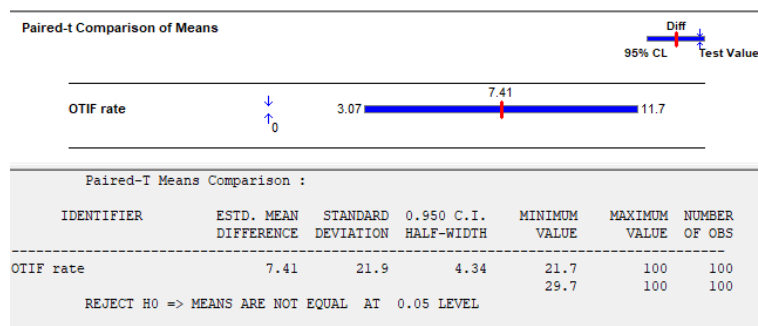 Paired-t Comparison of Means
Diff
95% CL Test Value
7.41
OTIF rate 0 3.07 11.7
Paired-T Means Comparison :
IDENTIFIER ESTD. MEAN STANDARD 0.950 C.I. MINIMUM MAXIMUM NUMBER
DIFFERENCE DEVIATION HALF-WIDTH VALUE VALUE OF OBS
OTIF rate 7.41 21.9 4.34 21.7 100 100
29.7 100 100
REJECT H0 => MEANS ARE NOT EQUAL AT 0.05 LEVEL